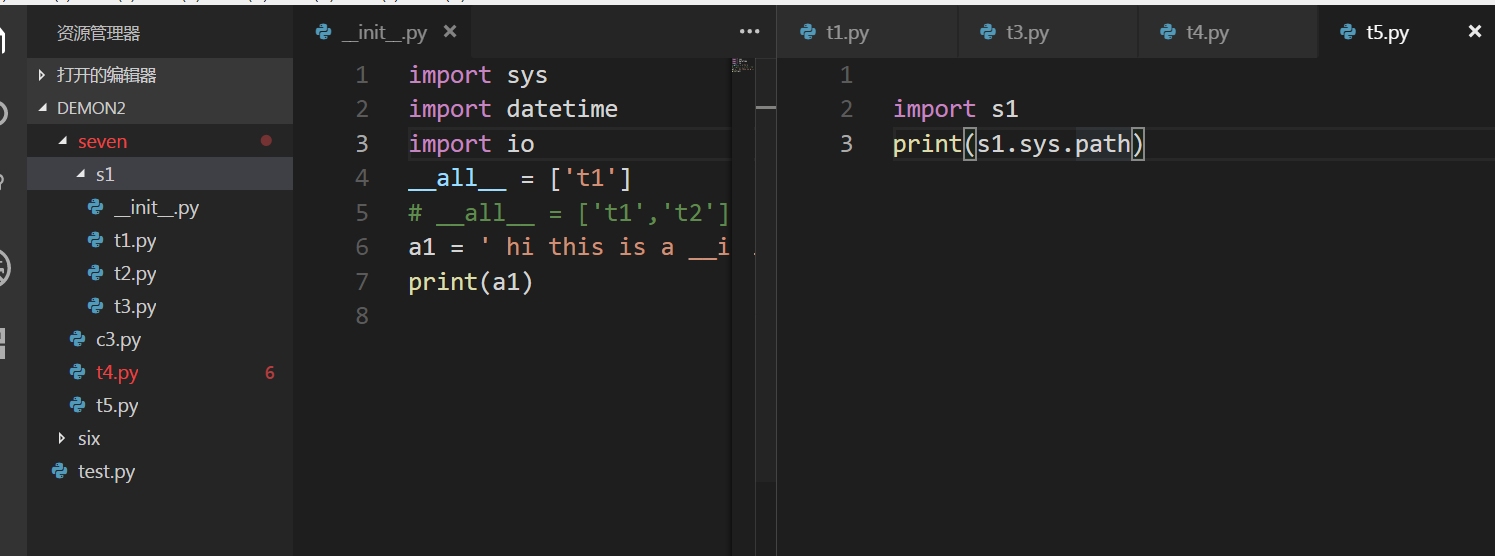 资源管理器
打开的编辑器
DEMON2
seven
s1
__init__.py
t1.py
t2.py
t3.py
c3.py
t4.py 6
t5.py
six
test.py
__init__.py
1 import sys
2 import datetime
3 import io
4 __all__ = ['t1']
5 # __all__ = ['t1','t2']
6 a1 = ' hi this is a __i
7 print(a1)
8
t1.py t3.py t4.py t5.py
1
2 import s1
3 print(s1.sys.path)